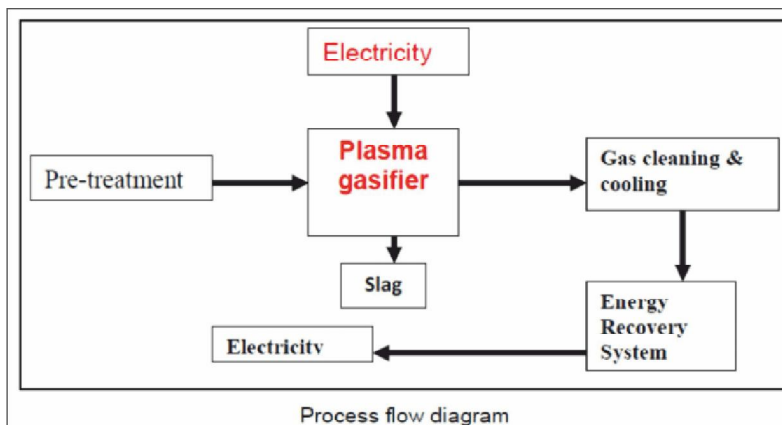 Electricity
Plasma
gasifier
Pre-treatment
Gas cleaning &
cooling
Slag
Energy
Recovery
System
Electricity
Process flow diagram